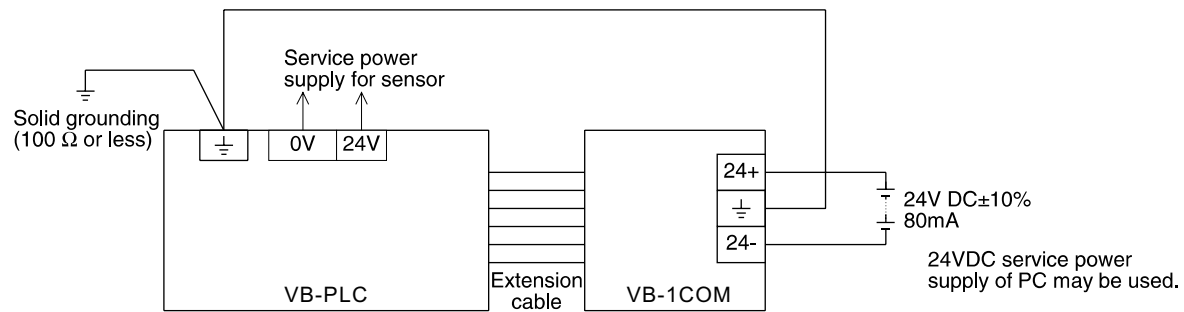 Service power
supply for sensor
Solid grounding
(100 Ω or less)
0V
24V
24+
24-
24V DC±10%
80mA
24VDC service power
supply of PC may be used.
Extension
cable
VB-PLC
VB-1COM